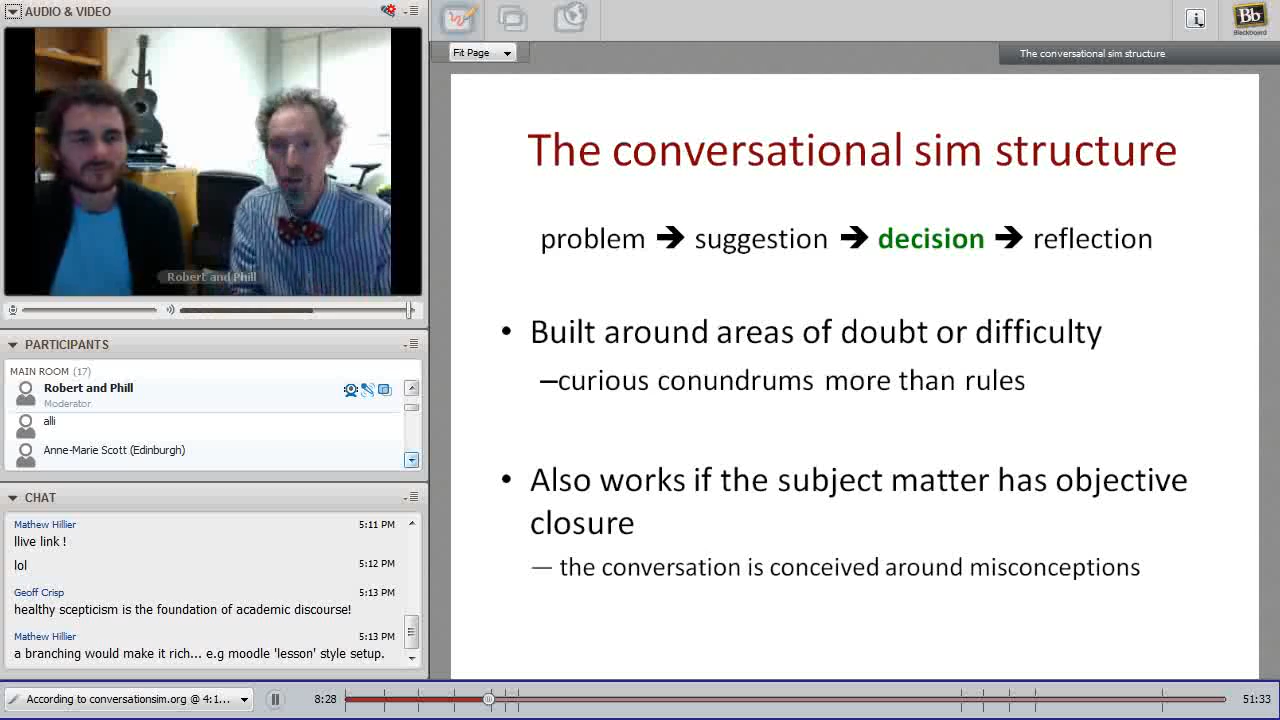 AUDIO & VIDEO
Robert and Phill
PARTICIPANTS
MAIN ROOM (17)
Robert and Phill
Moderator
alli
Anne-Marie Scott (Edinburgh)
CHAT
Mathew Hillier 5:11 PM
llive link !
lol 5:12 PM
Geoff Crisp 5:13 PM
healthy scepticism is the foundation of academic discourse!
Mathew Hillier 5:13 PM
a branching would make it rich... e.g moodle 'lesson' style setup.
Fit Page
Bb
Blackboard
The conversational sim structure
The conversational sim structure
problem ➔ suggestion ➔ decision ➔ reflection
• Built around areas of doubt or difficulty
–curious conundrums more than rules
• Also works if the subject matter has objective
closure
— the conversation is conceived around misconceptions
According to conversationsim.org @ 4:1... 8:28 51:33